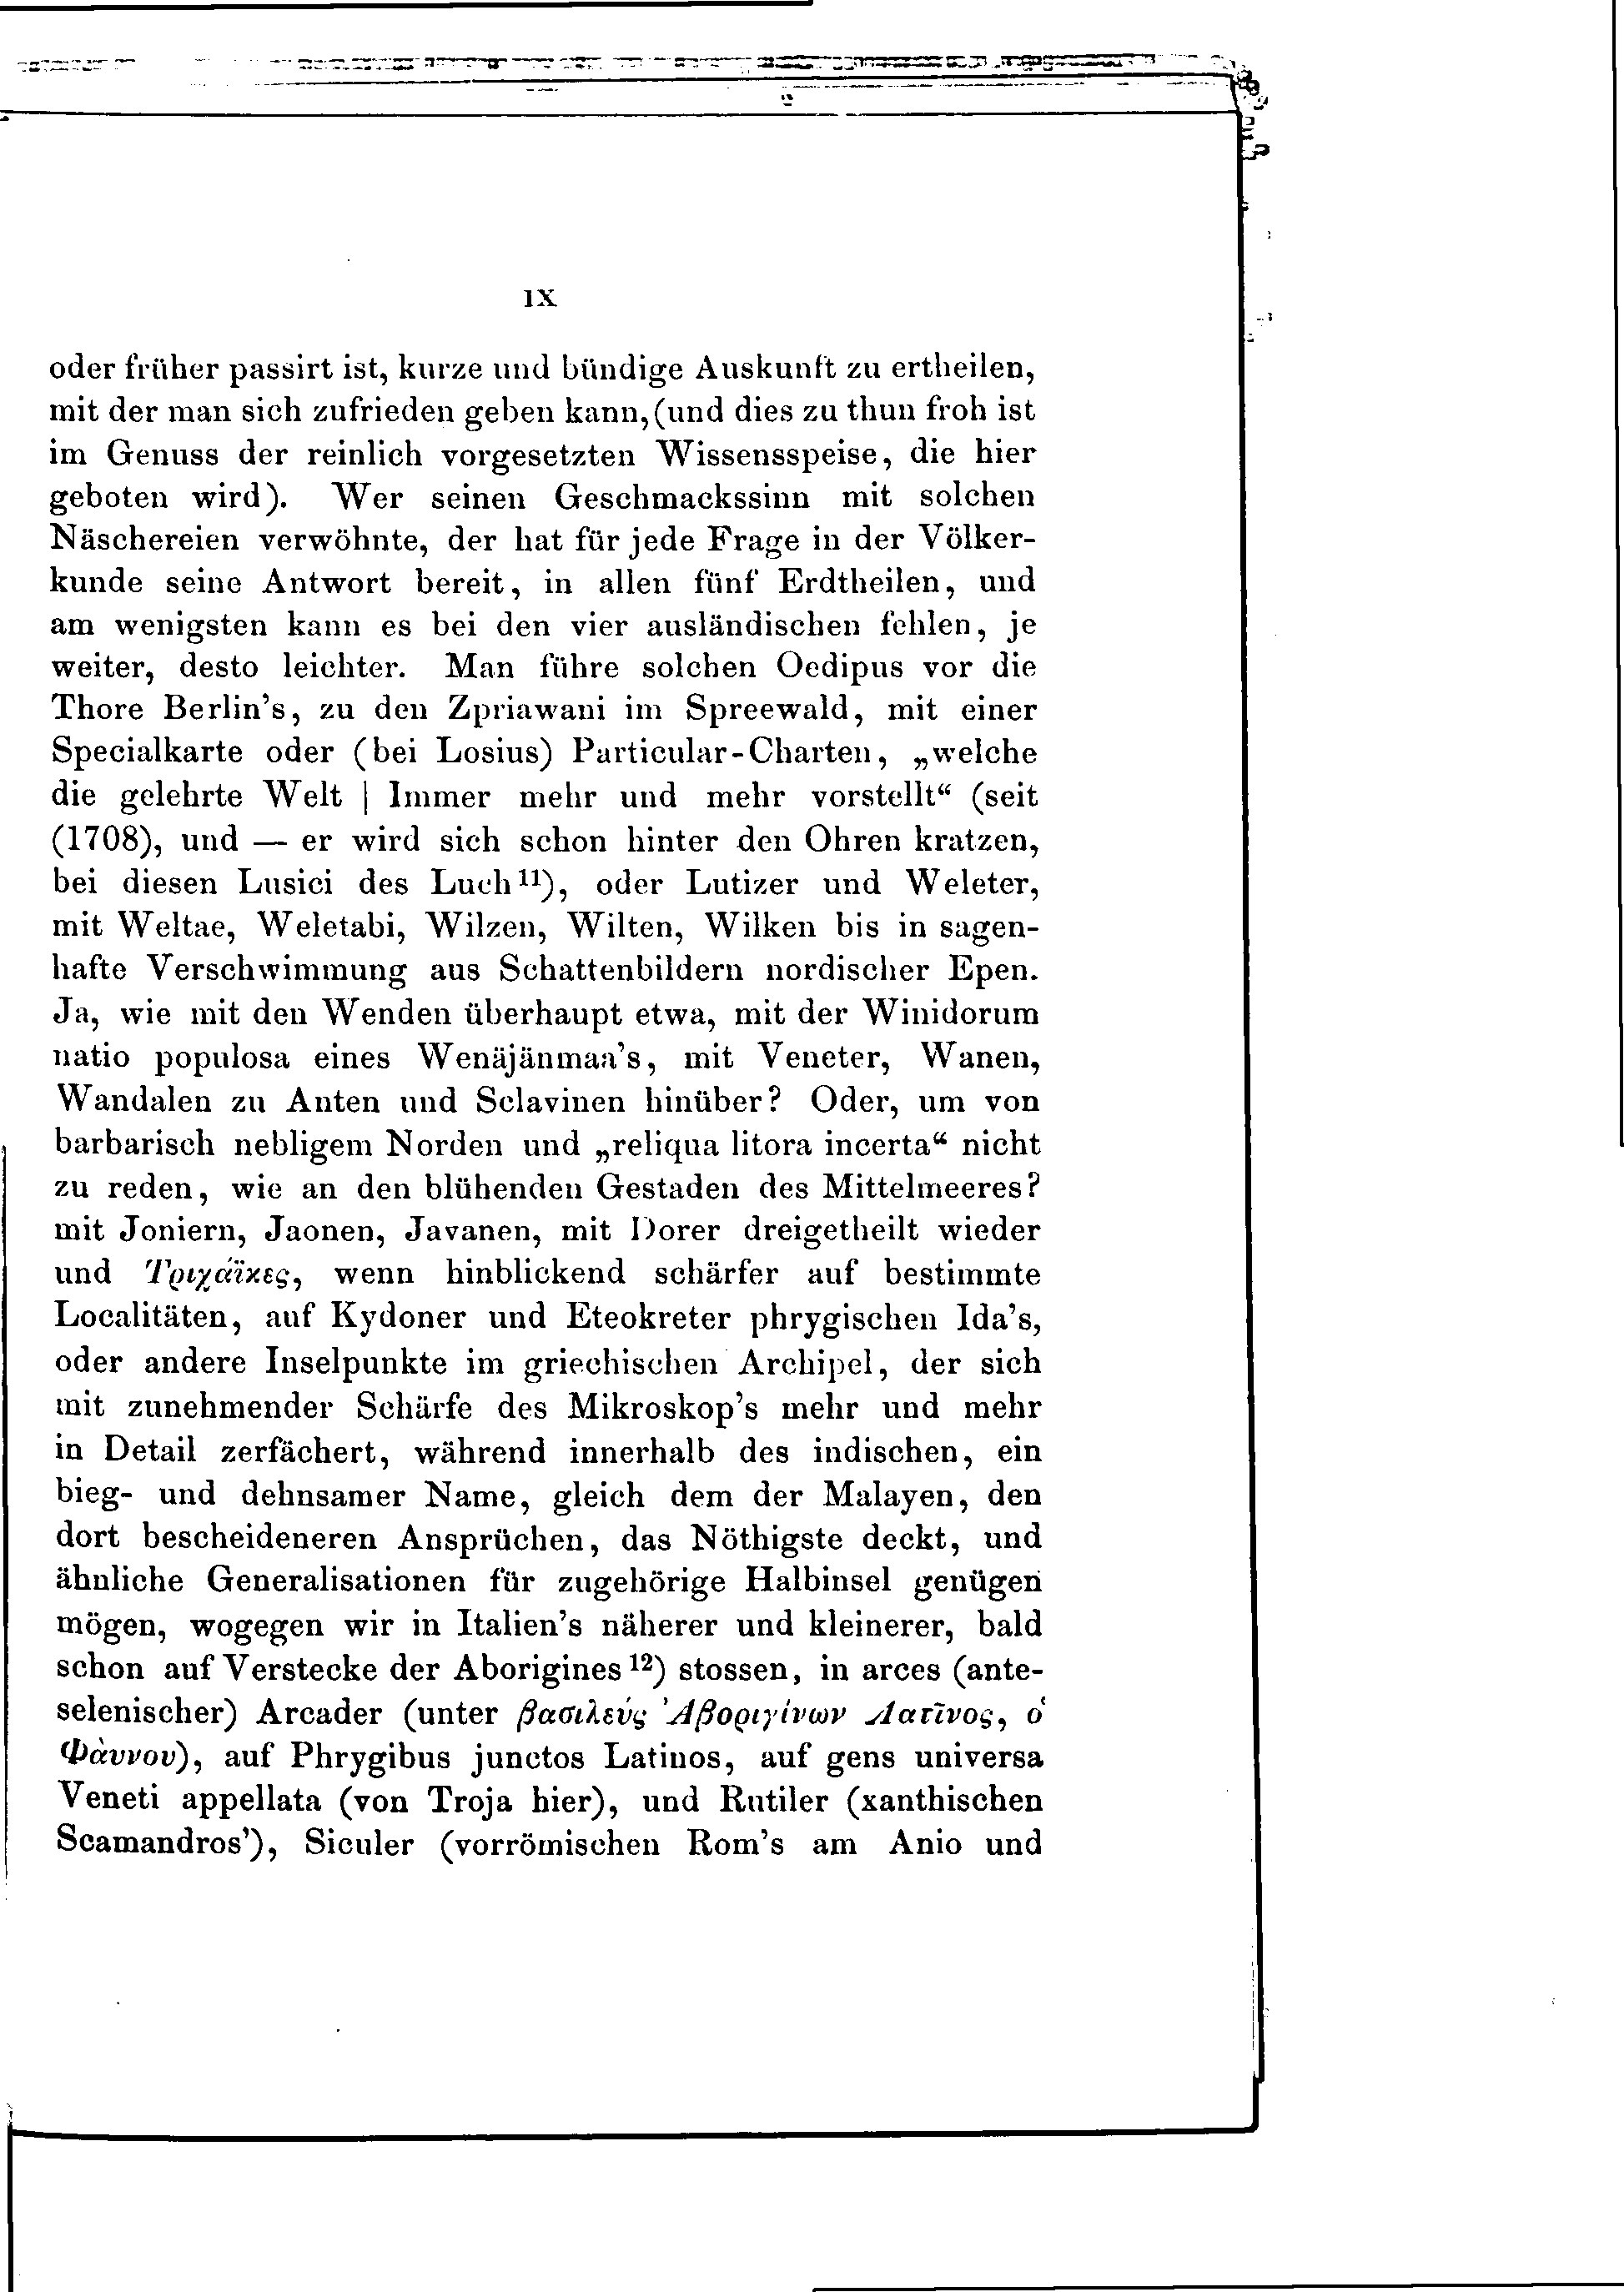 IX
oder früher passirt ist, kurze und bündige Auskunft zu ertheilen,
mit der man sich zufrieden geben kann, (und dies zu thun froh ist
im Genuss der reinlich vorgesetzten Wissensspeise, die hier
geboten wird). Wer seinen Geschmackssinn mit solchen
Näschereien verwöhnte, der hat für jede Frage in der Völker-
kunde seine Antwort bereit, in allen fünf Erdtheilen, und
am wenigsten kann es bei den vier ausländischen fehlen, je
weiter, desto leichter. Man führe solchen Oedipus vor die
Thore Berlin's, zu den Zpriawani im Spreewald, mit einer
Specialkarte oder (bei Losius) Particular-Charten, „welche
die gelehrte Welt | Immer mehr und mehr vorstellt“ (seit
(1708), und — er wird sich schon hinter den Ohren kratzen,
bei diesen Lusici des Luch¹¹), oder Lutizer und Weleter,
mit Weltae, Weletabi, Wilzen, Wilten, Wilken bis in sagen-
hafte Verschwimmung aus Schattenbildern nordischer Epen.
Ja, wie mit den Wenden überhaupt etwa, mit der Winidorum
natio populosa eines Wenäjänmaa's, mit Veneter, Wanen,
Wandalen zu Anten und Sclavinen hinüber? Oder, um von
barbarisch nebligem Norden und „reliqua litora incerta“ nicht
zu reden, wie an den blühenden Gestaden des Mittelmeeres?
mit Joniern, Jaonen, Javanen, mit Dorer dreigetheilt wieder
und Τριχάϊκες, wenn hinblickend schärfer auf bestimmte
Localitäten, auf Kydoner und Eteokreter phrygischen Ida's,
oder andere Inselpunkte im griechischen Archipel, der sich
mit zunehmender Schärfe des Mikroskop's mehr und mehr
in Detail zerfächert, während innerhalb des indischen, ein
bieg- und dehnsamer Name, gleich dem der Malayen, den
dort bescheideneren Ansprüchen, das Nöthigste deckt, und
ähnliche Generalisationen für zugehörige Halbinsel genügen
mögen, wogegen wir in Italien's näherer und kleinerer, bald
schon auf Verstecke der Aborigines¹²) stossen, in arces (ante-
selenischer) Arcader (unter βασιλεύς Ἀβοριγίνων Λατῖνος, ὁ
Φάυνου), auf Phrygibus junctos Latinos, auf gens universa
Veneti appellata (von Troja hier), und Rutiler (xanthischen
Scamandros'), Siculer (vorrömischen Rom's am Anio und